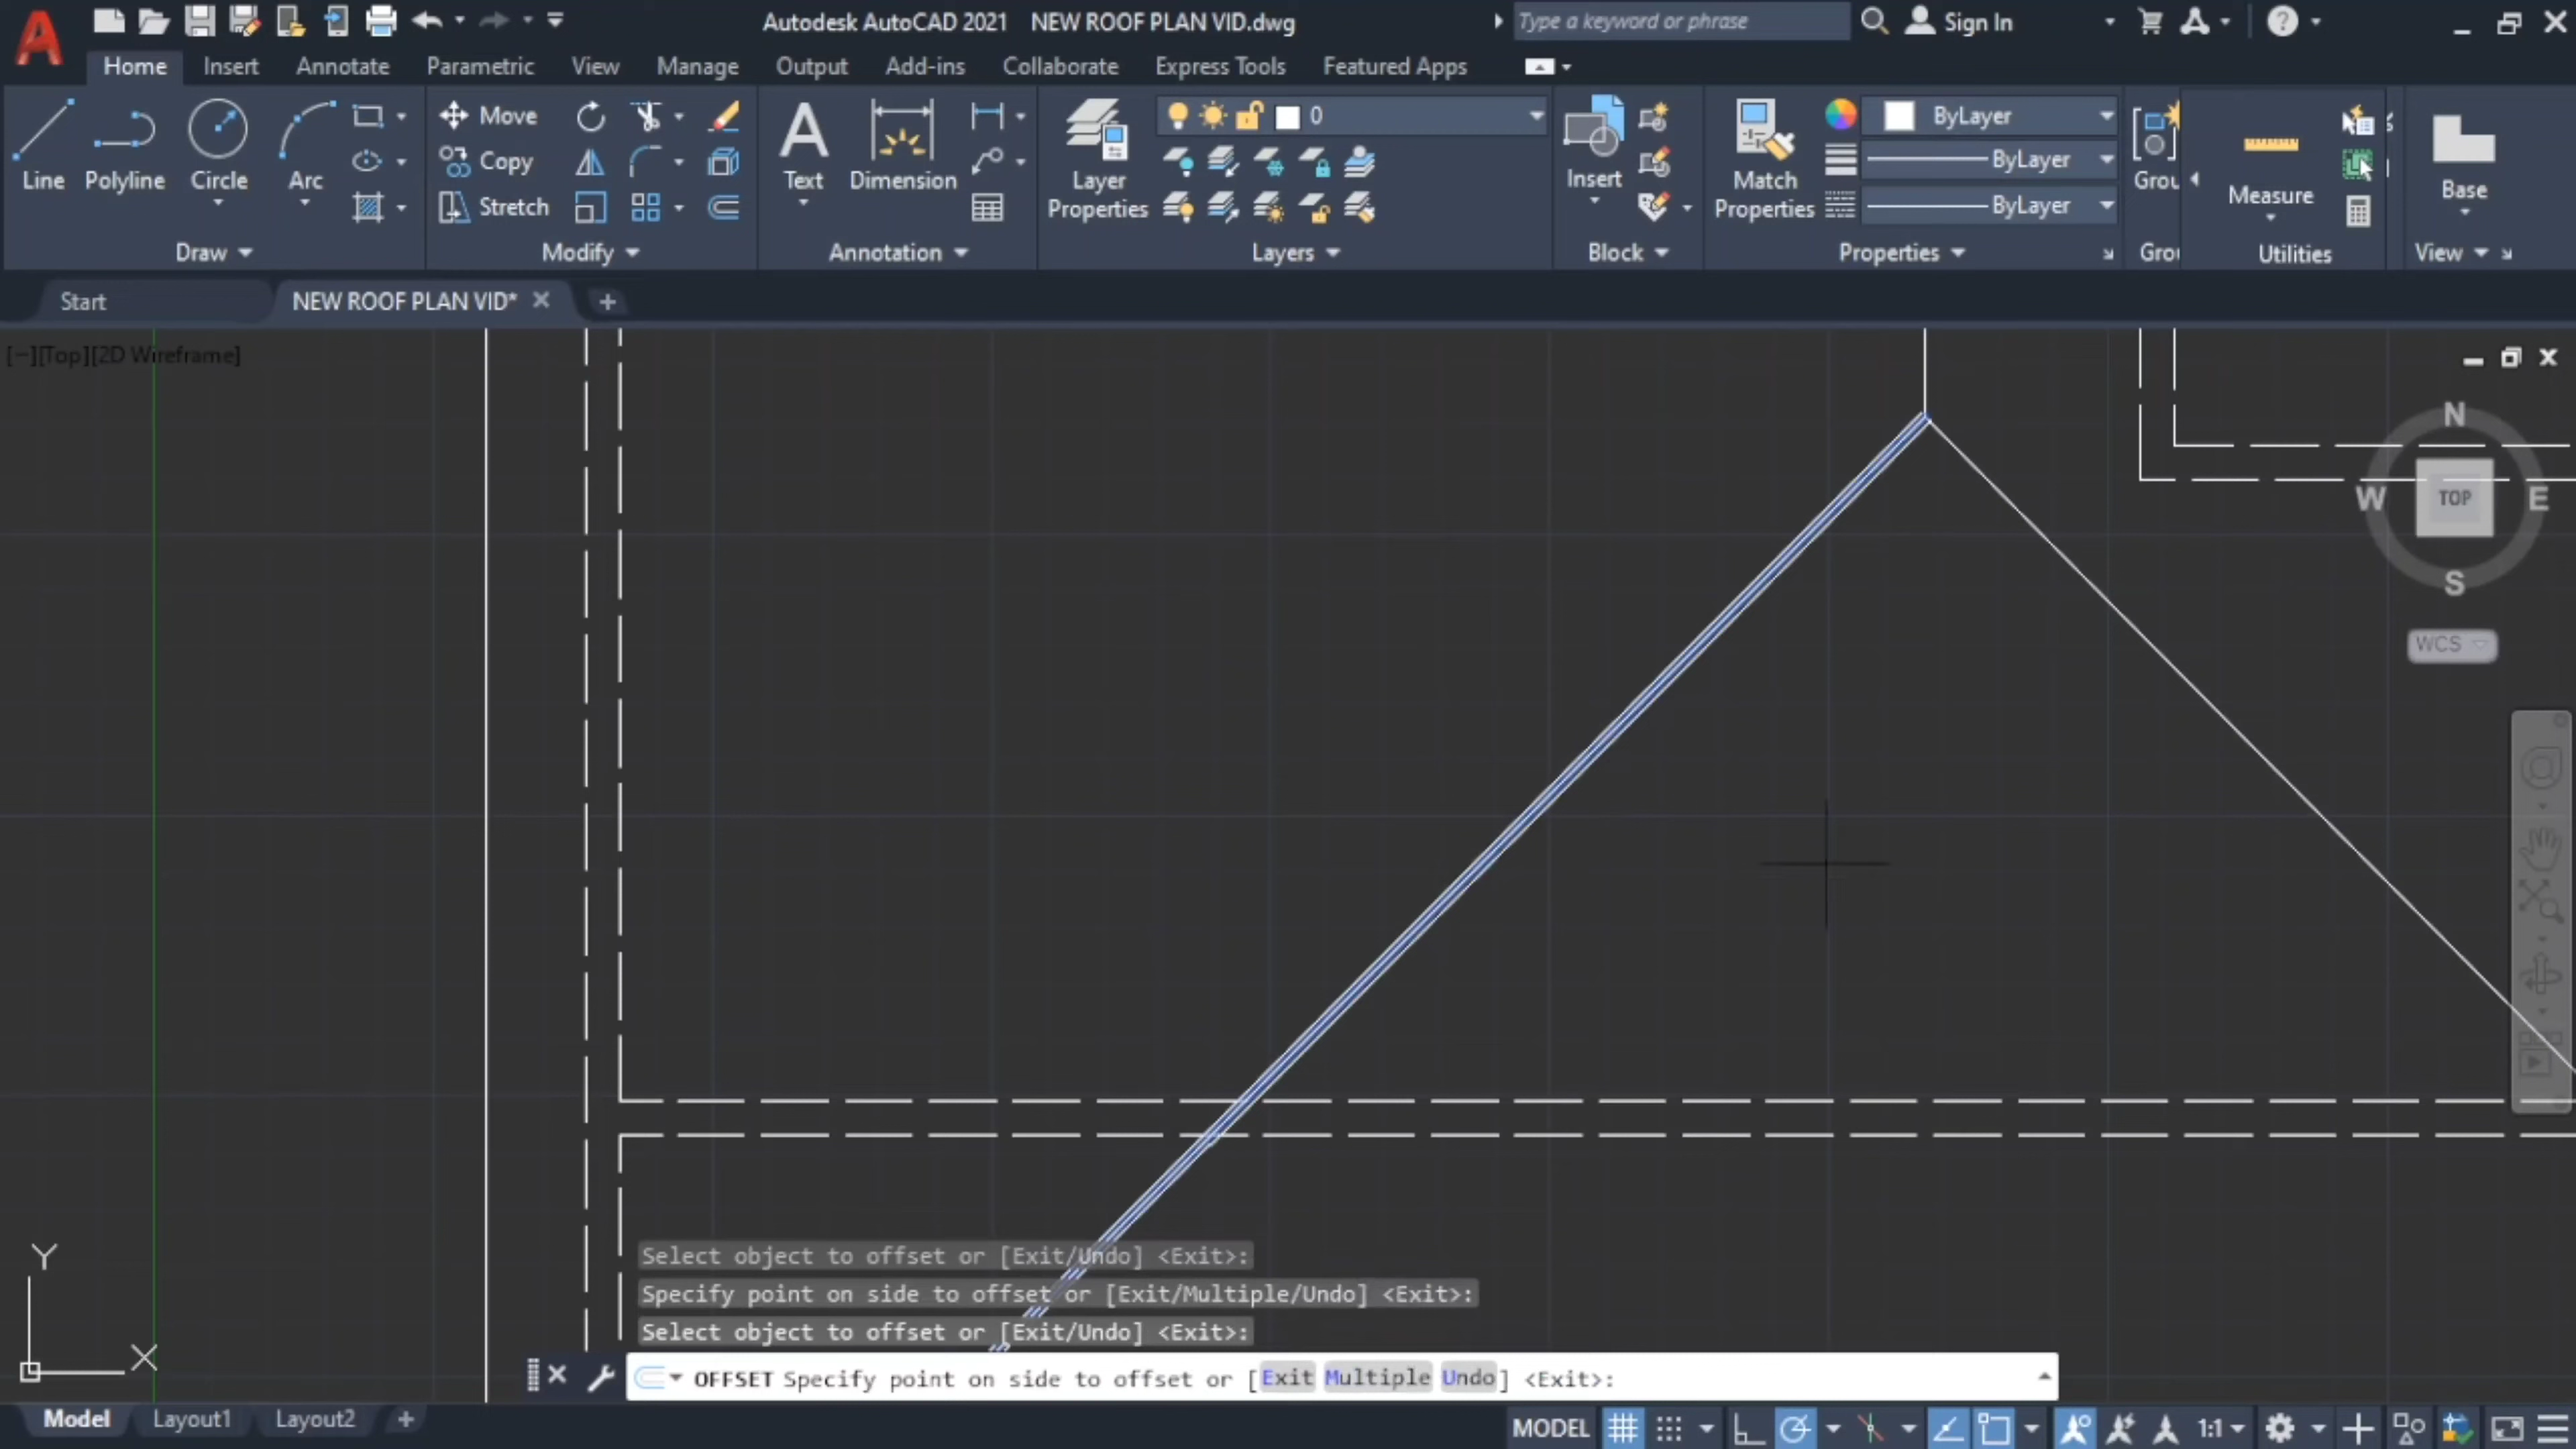 Autodesk AutoCAD 2021 NEW ROOF PLAN VID.dwg
Type a keyword or phrase
Sign In
Home Insert Annotate Parametric View Manage Output Add-ins Collaborate Express Tools Featured Apps
Line Polyline Circle Arc
Move
Copy
Stretch
Text Dimension
Layer Properties
0
Insert
Match Properties
ByLayer
ByLayer
ByLayer
Grou
Measure
Base
Draw Modify Annotation Layers Block Properties Grou Utilities View
Start NEW ROOF PLAN VID*
[−][Top][2D Wireframe]
N
W TOP E
S
WCS
Y
X
Select object to offset or [Exit/Undo] <Exit>:
Specify point on side to offset or [Exit/Multiple/Undo] <Exit>:
Select object to offset or [Exit/Undo] <Exit>:
OFFSET Specify point on side to offset or [Exit Multiple Undo] <Exit>:
Model Layout1 Layout2
MODEL 1:1